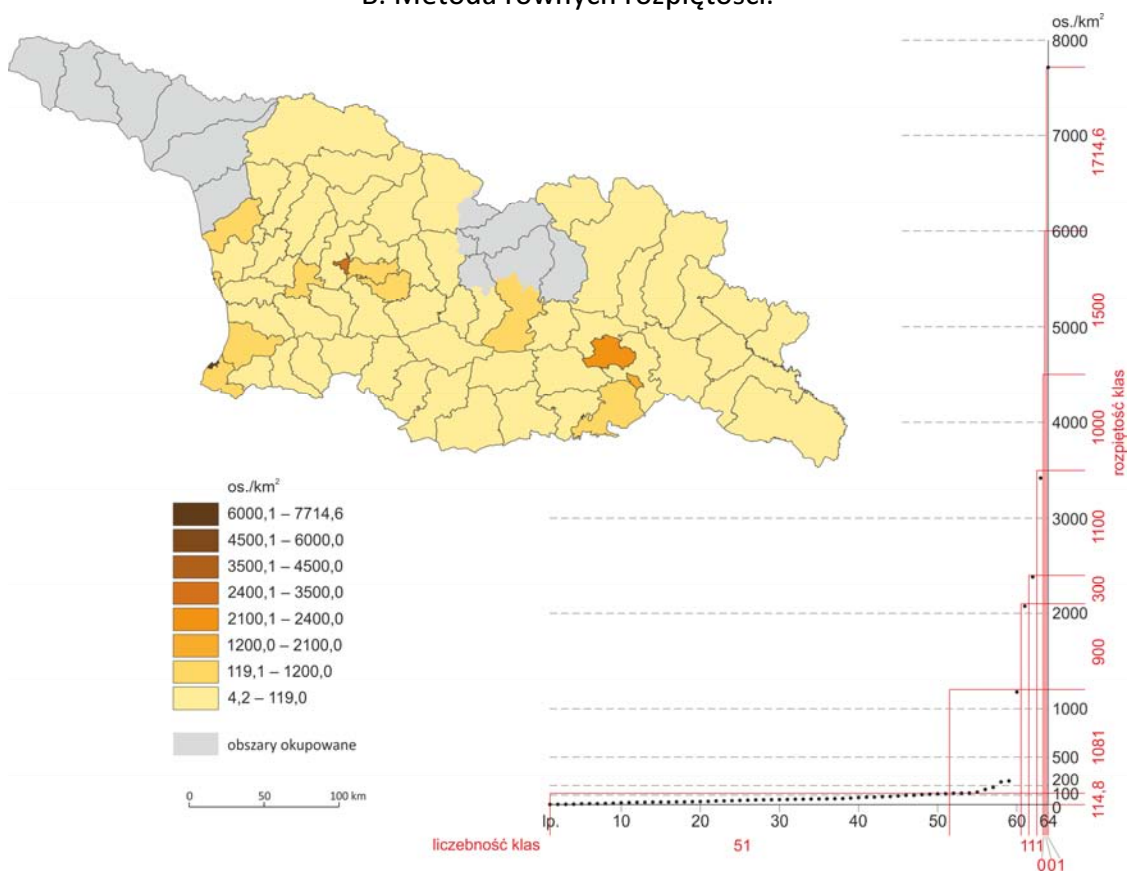 B. Metoda równych rozpiętości.
os./km²
8000
7000
6000
5000
4000
3000
2000
1000
500
200
100
0
1714,6
1500
1000
1100
300
900
1081
114,8
rozpiętość klas
os./km²
6000,1 – 7714,6
4500,1 – 6000,0
3500,1 – 4500,0
2400,1 – 3500,0
2100,1 – 2400,0
1200,0 – 2100,0
119,1 – 1200,0
4,2 – 119,0
obszary okupowane
0 50 100 km
lp. 10 20 30 40 50 60 64
liczebność klas 51 111
001